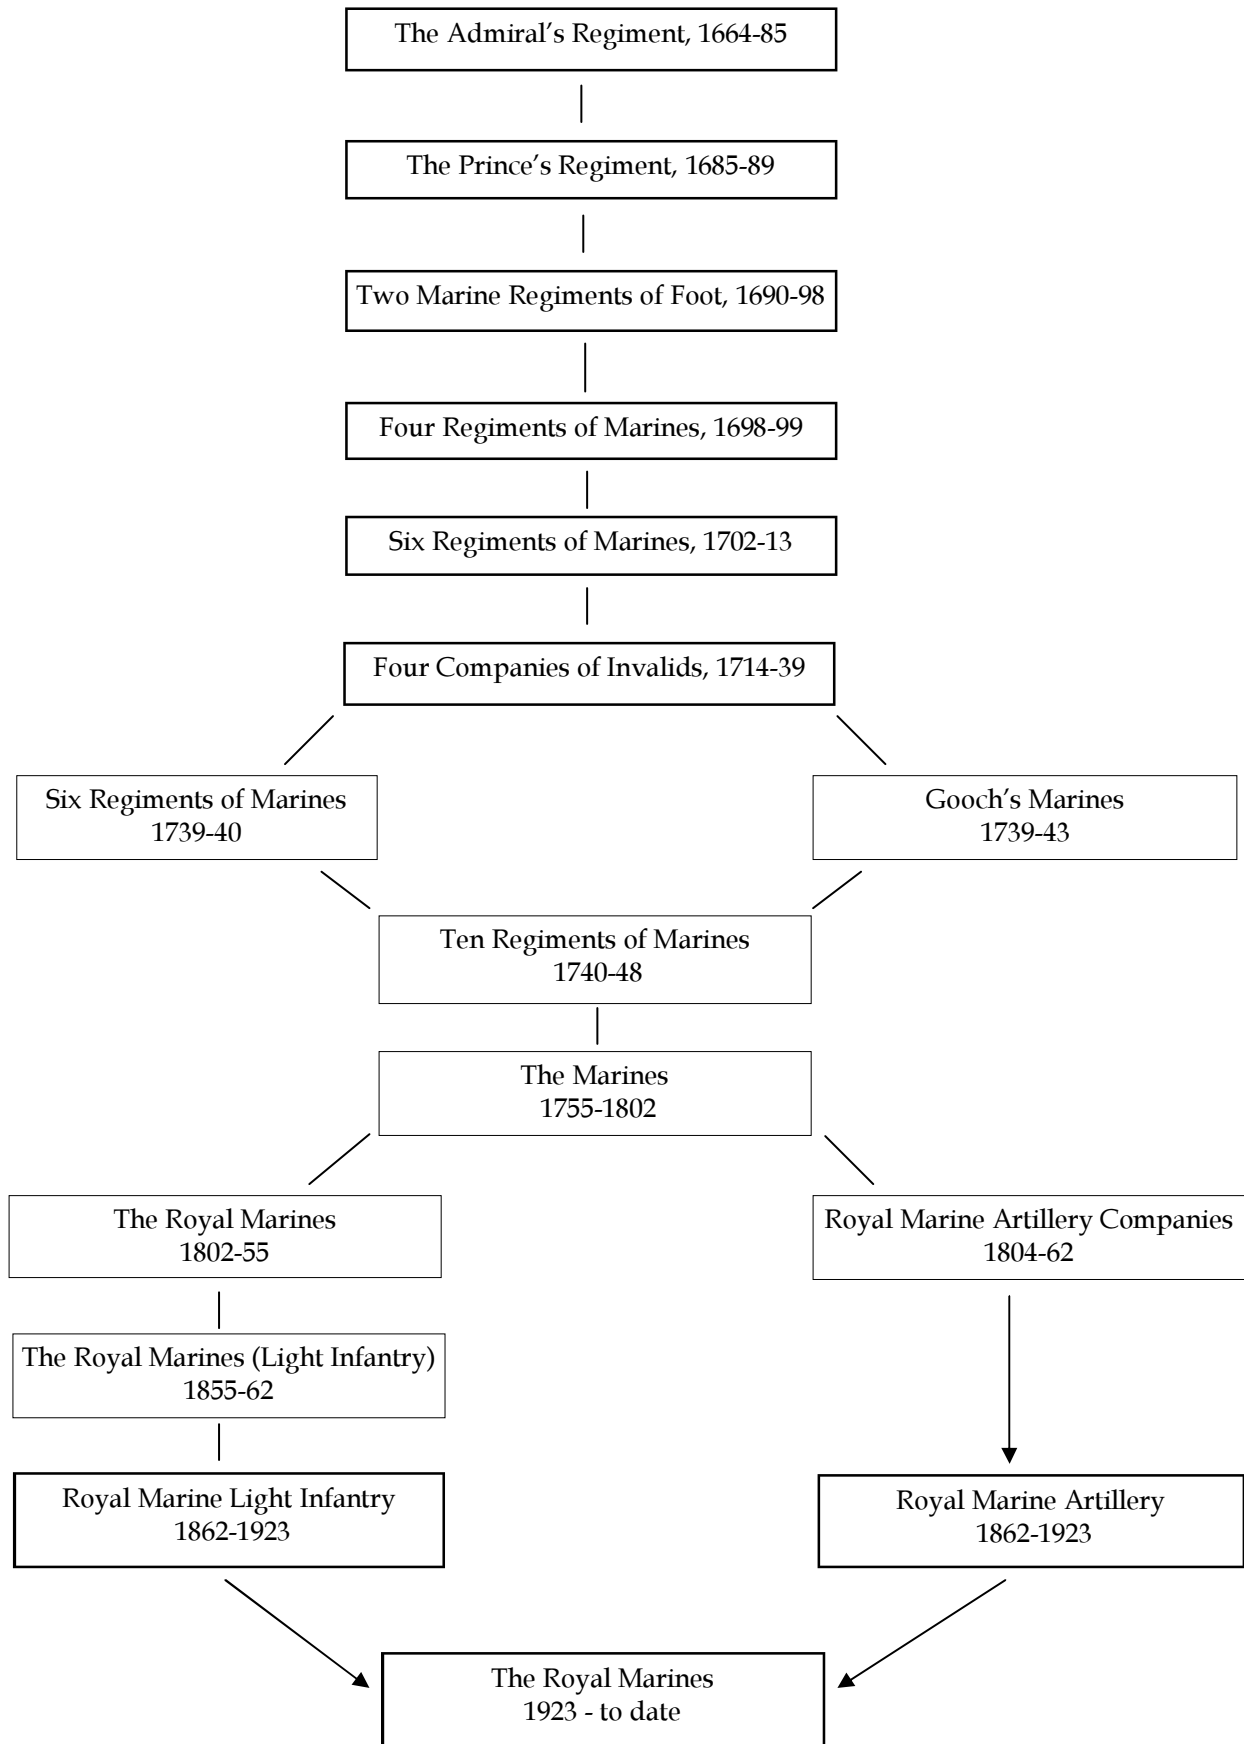 The Admiral’s Regiment, 1664-85
The Prince’s Regiment, 1685-89
Two Marine Regiments of Foot, 1690-98
Four Regiments of Marines, 1698-99
Six Regiments of Marines, 1702-13
Four Companies of Invalids, 1714-39
Six Regiments of Marines
1739-40
Gooch’s Marines
1739-43
Ten Regiments of Marines
1740-48
The Marines
1755-1802
The Royal Marines
1802-55
Royal Marine Artillery Companies
1804-62
The Royal Marines (Light Infantry)
1855-62
Royal Marine Light Infantry
1862-1923
Royal Marine Artillery
1862-1923
The Royal Marines
1923 - to date